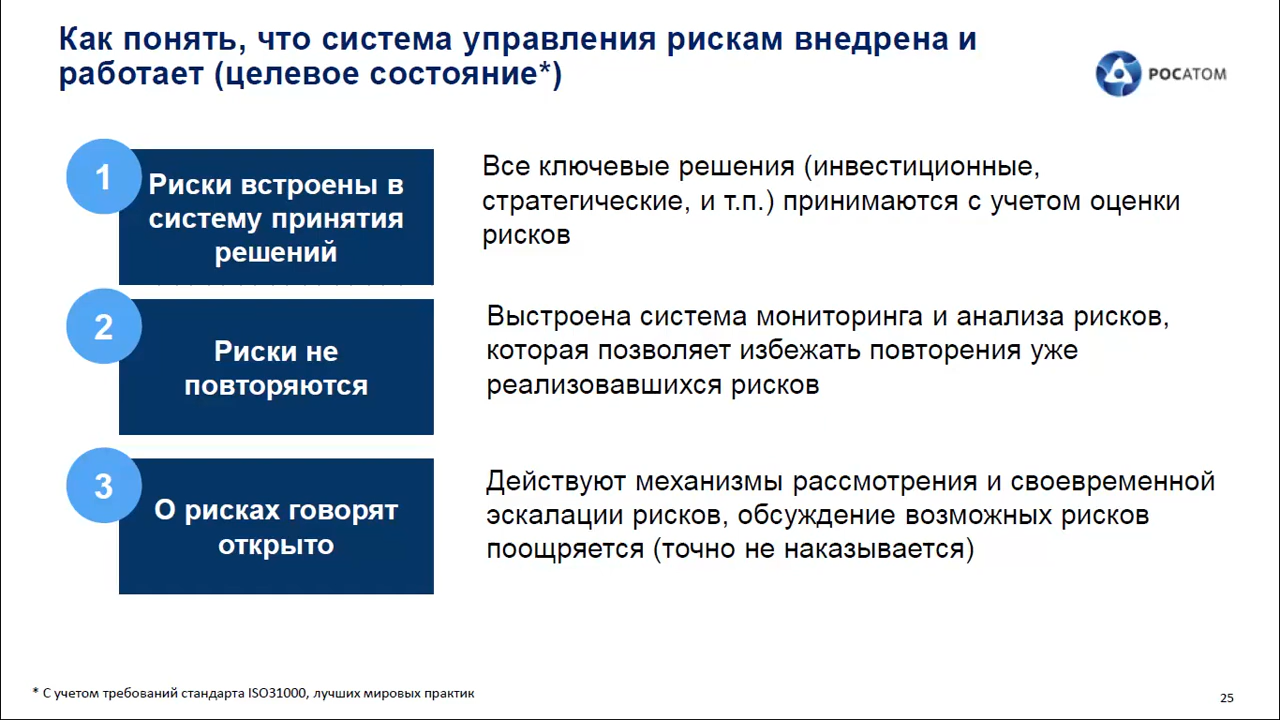 Как понять, что система управления рискам внедрена и
работает (целевое состояние*)
РОСАТОМ
1
Риски встроены в
систему принятия
решений
Все ключевые решения (инвестиционные,
стратегические, и т.п.) принимаются с учетом оценки
рисков
2
Риски не
повторяются
Выстроена система мониторинга и анализа рисков,
которая позволяет избежать повторения уже
реализовавшихся рисков
3
О рисках говорят
открыто
Действуют механизмы рассмотрения и своевременной
эскалации рисков, обсуждение возможных рисков
поощряется (точно не наказывается)
* С учетом требований стандарта ISO31000, лучших мировых практик
25